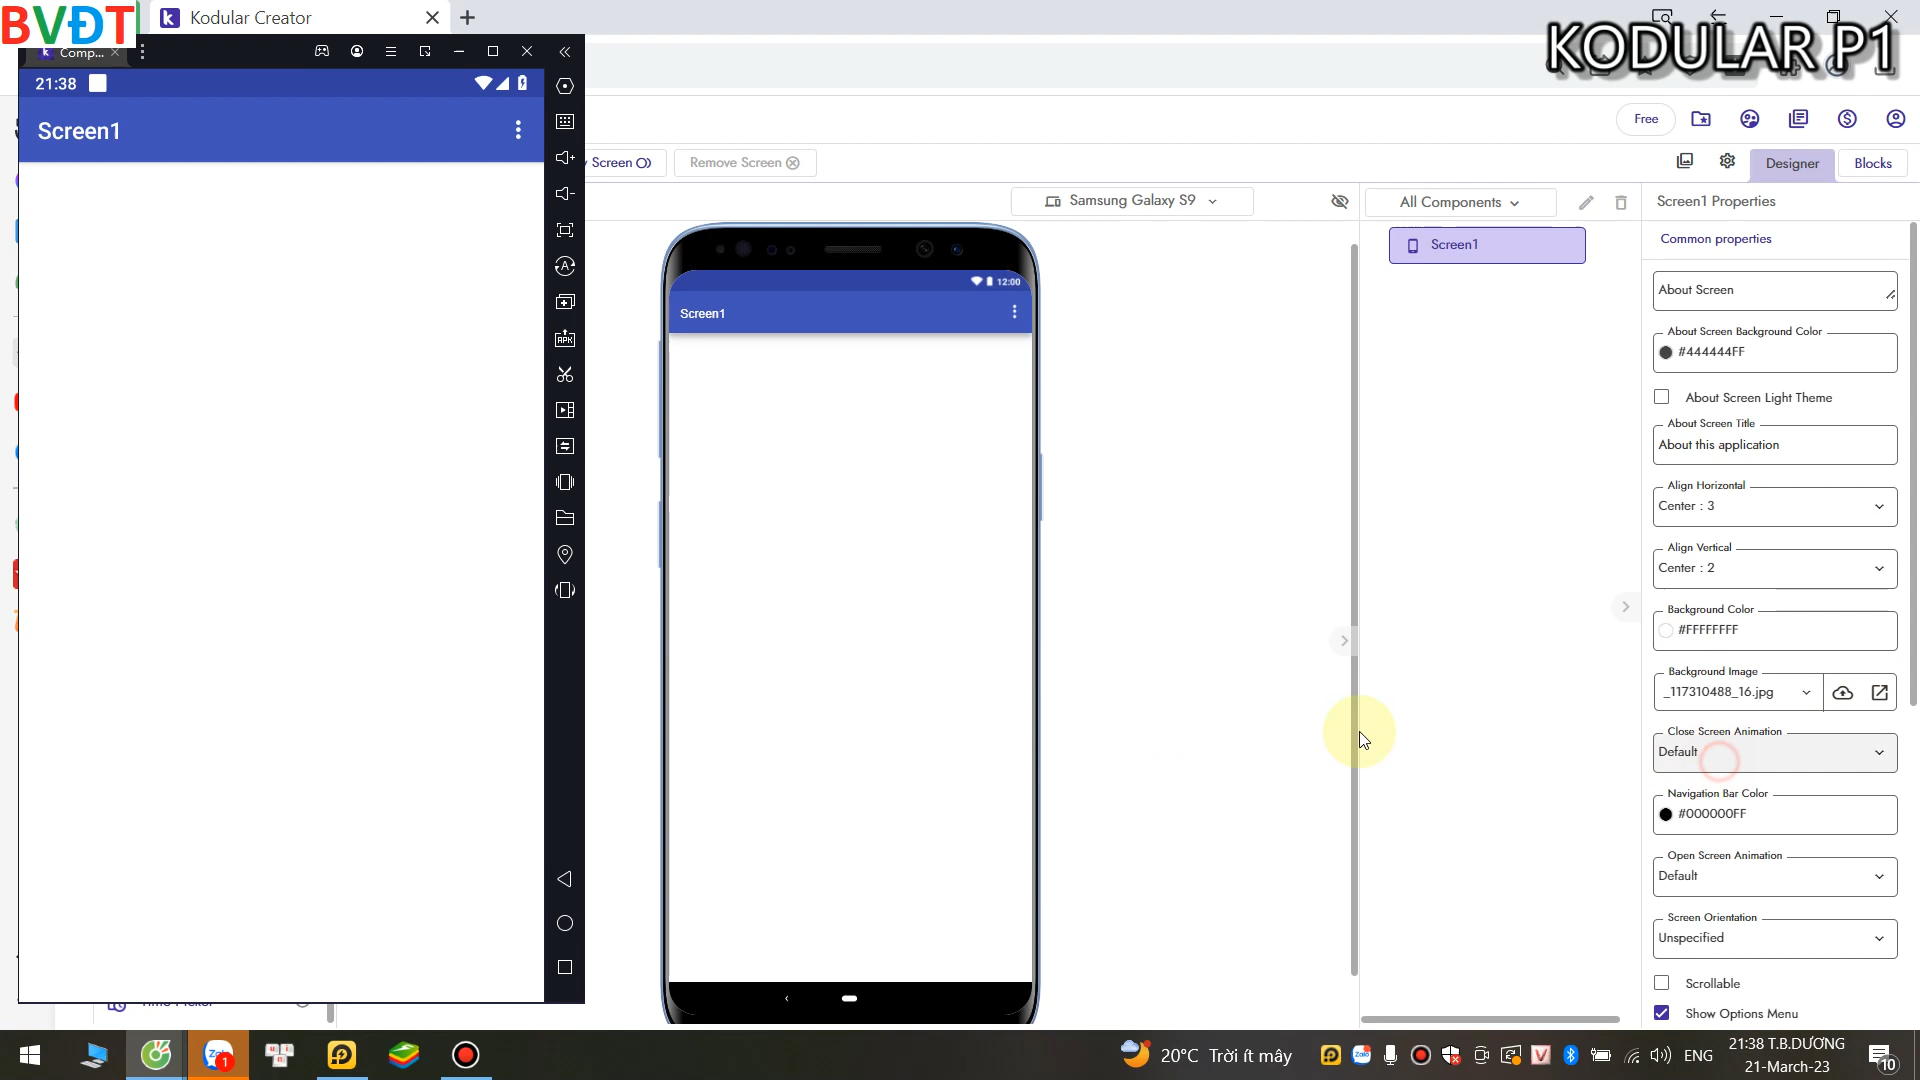 BVĐT
Kodular Creator
KODULAR P1
Comp...
21:38
Screen1
Free
Screen
Remove Screen
Designer
Blocks
Samsung Galaxy S9
All Components
Screen1 Properties
Common properties
Screen1
12:00
Screen1
About Screen
About Screen Background Color
#444444FF
About Screen Light Theme
About Screen Title
About this application
Align Horizontal
Center : 3
Align Vertical
Center : 2
Background Color
#FFFFFFFF
Background Image
_117310488_16.jpg
Close Screen Animation
Default
Navigation Bar Color
#000000FF
Open Screen Animation
Default
Screen Orientation
Unspecified
Scrollable
Show Options Menu
APK
1
20°C Trời ít mây
ENG
21:38 T.B.DƯƠNG
21-March-23
10